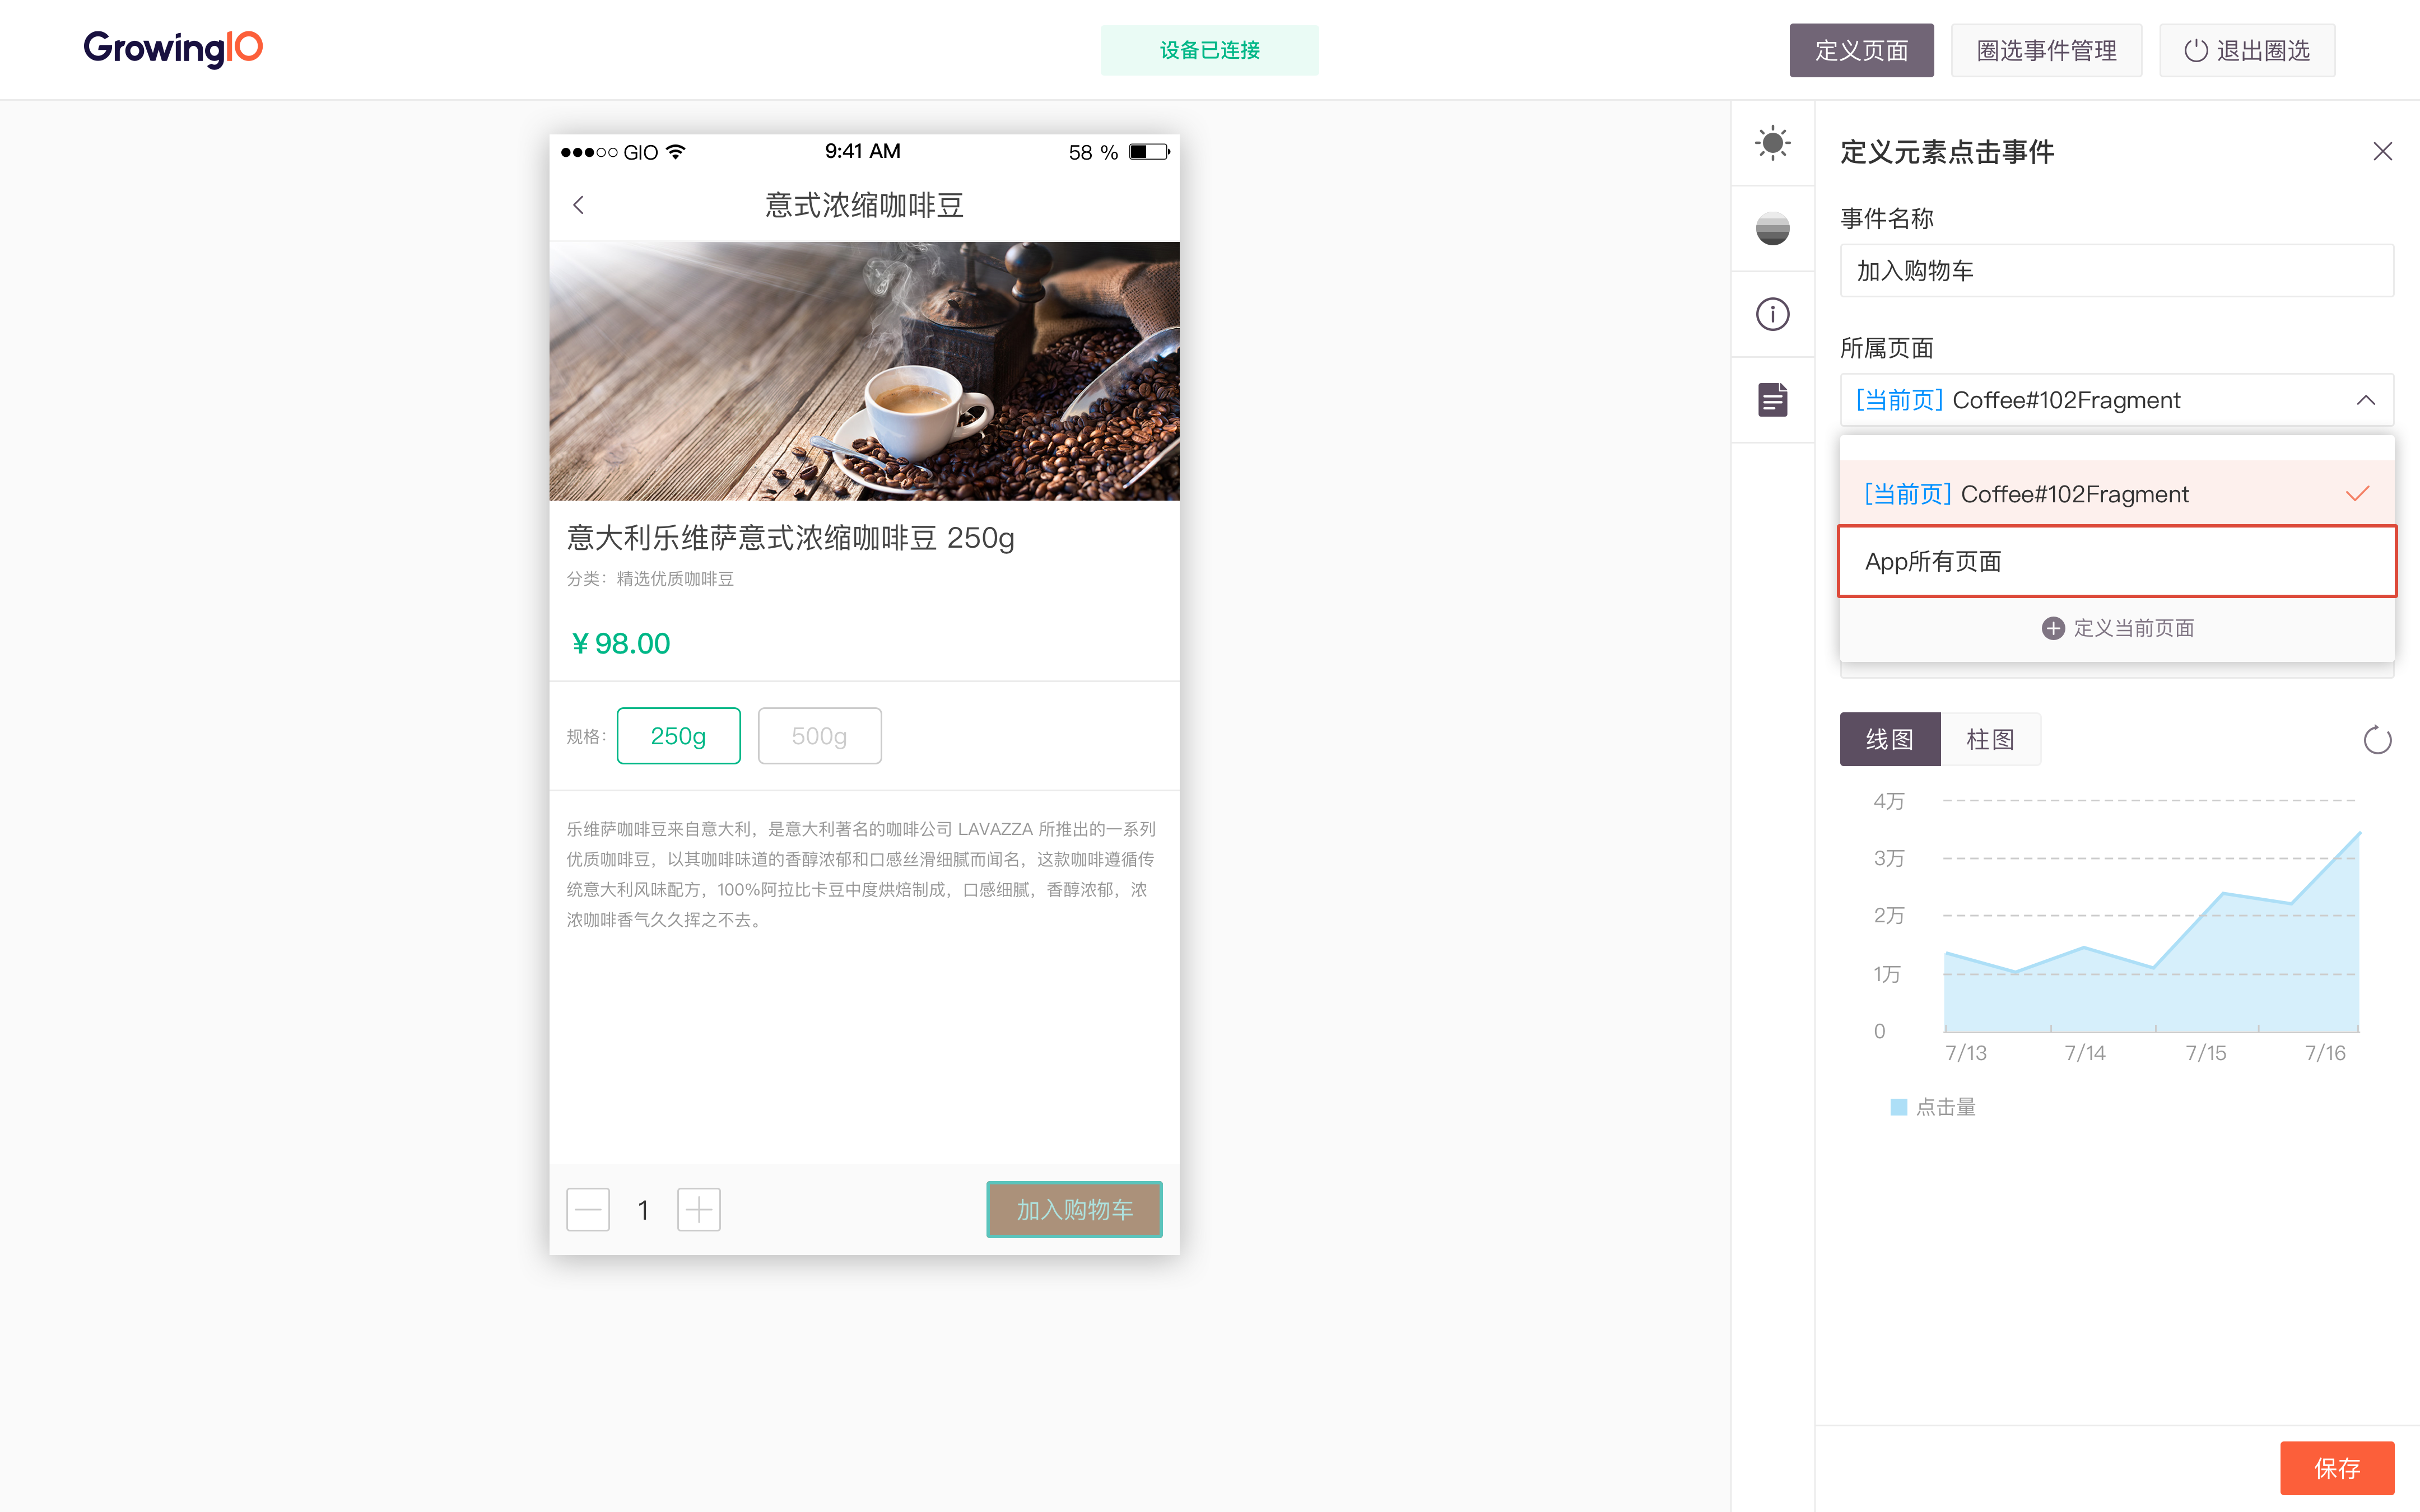 GrowingIO
设备已连接
定义页面
圈选事件管理
退出圈选
GIO
9:41 AM
58 %
意式浓缩咖啡豆
意大利乐维萨意式浓缩咖啡豆 250g
分类：精选优质咖啡豆
¥ 98.00
规格：
250g
500g
乐维萨咖啡豆来自意大利，是意大利著名的咖啡公司 LAVAZZA 所推出的一系列
优质咖啡豆，以其咖啡味道的香醇浓郁和口感丝滑细腻而闻名，这款咖啡遵循传
统意大利风味配方，100%阿拉比卡豆中度烘焙制成，口感细腻，香醇浓郁，浓
浓咖啡香气久久挥之不去。
1
加入购物车
定义元素点击事件
事件名称
加入购物车
所属页面
[当前页] Coffee#102Fragment
[当前页] Coffee#102Fragment
App所有页面
定义当前页面
线图
柱图
4万
3万
2万
1万
0
7/13
7/14
7/15
7/16
点击量
保存